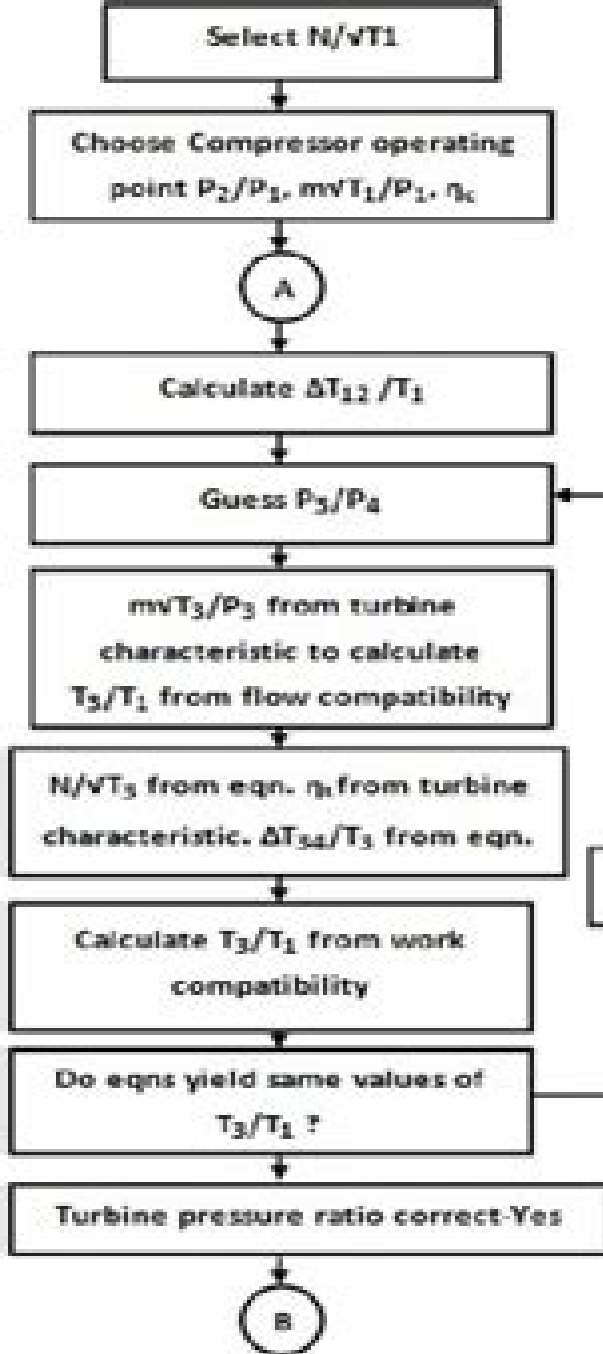 Select N/√T1
Choose Compressor operating
point P₂/P₁. m√T₁/P₁. η꜀
A
Calculate ΔT₁₂ /T₁
Guess P₃/P₄
m√T₃/P₃ from turbine
characteristic to calculate
T₃/T₁ from flow compatibility
N/√T₃ from eqn. ηₜ from turbine
characteristic. ΔT₃₄/T₃ from eqn.
Calculate T₃/T₁ from work
compatibility
Do eqns yield same values of
T₃/T₁ ?
Turbine pressure ratio correct-Yes
B